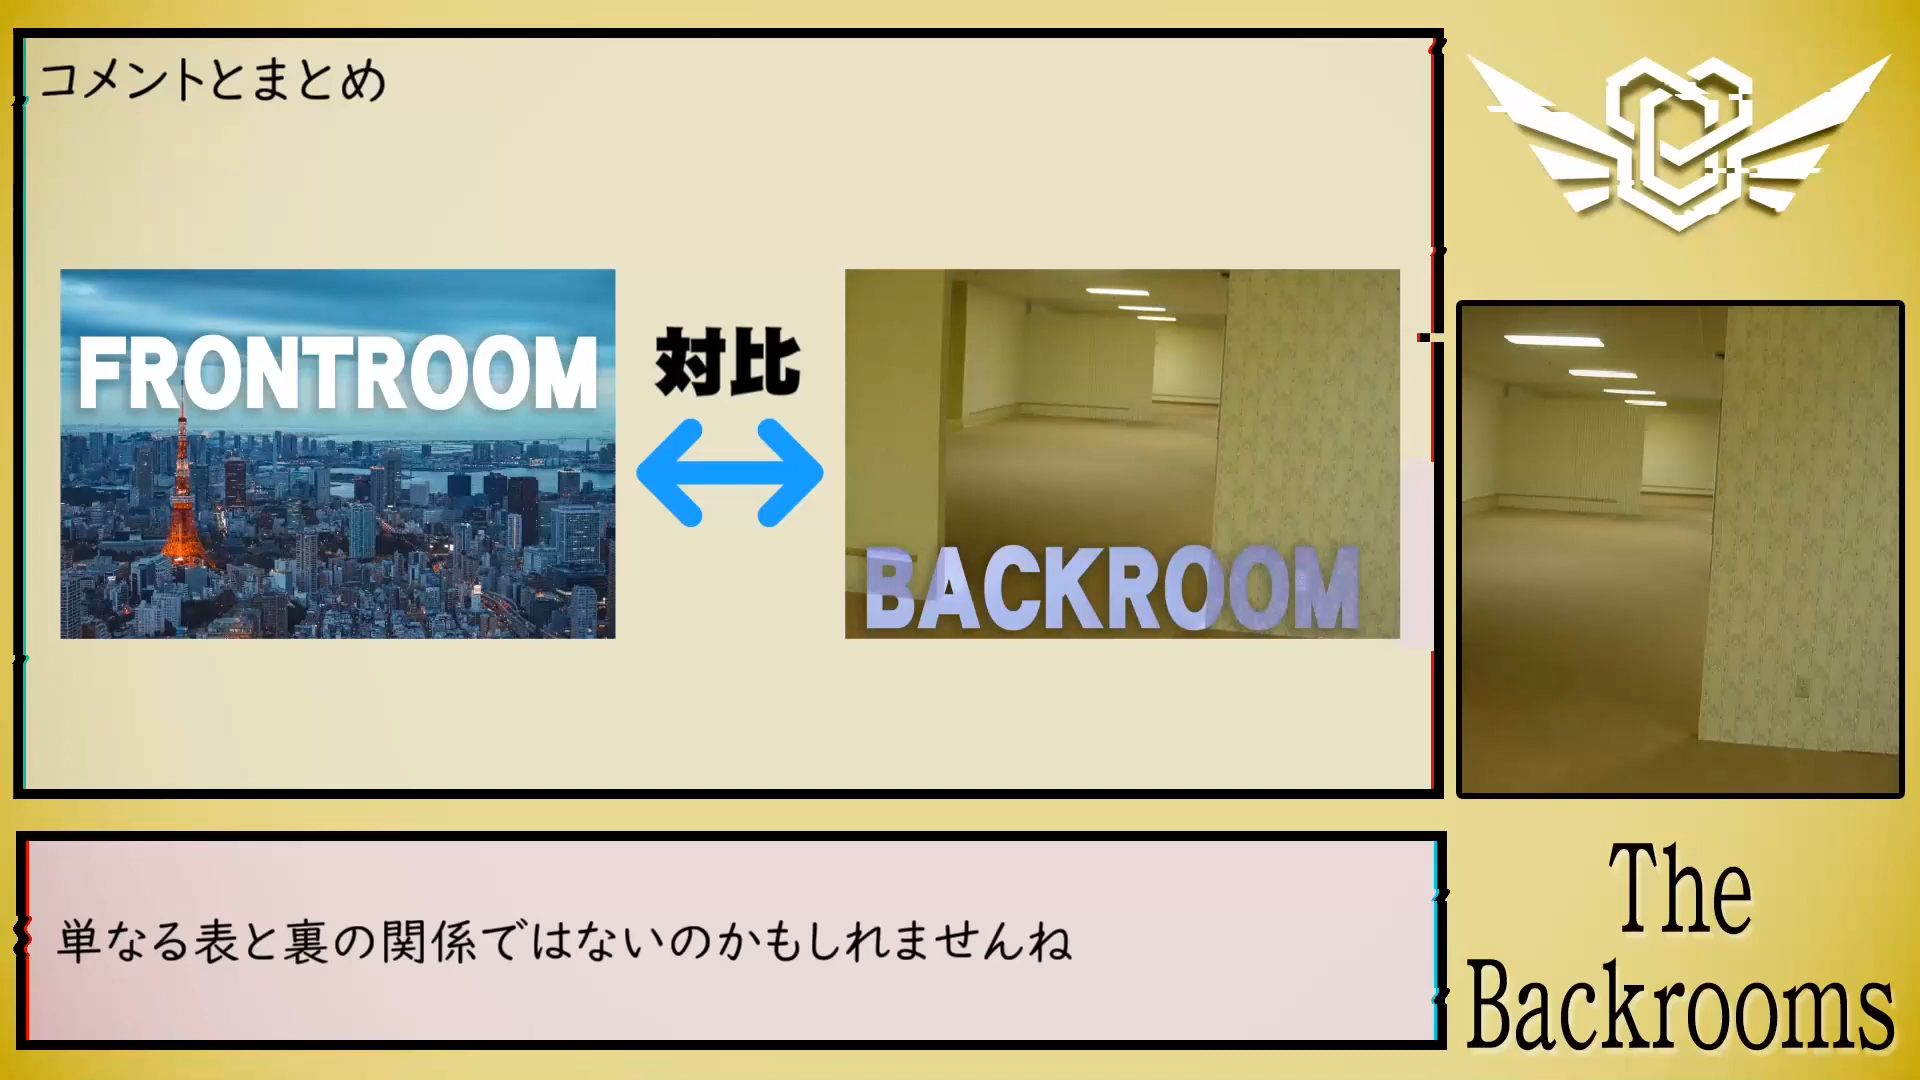 コメントとまとめ
FRONTROOM
対比
BACKROOM
単なる表と裏の関係ではないのかもしれませんね
The
Backrooms